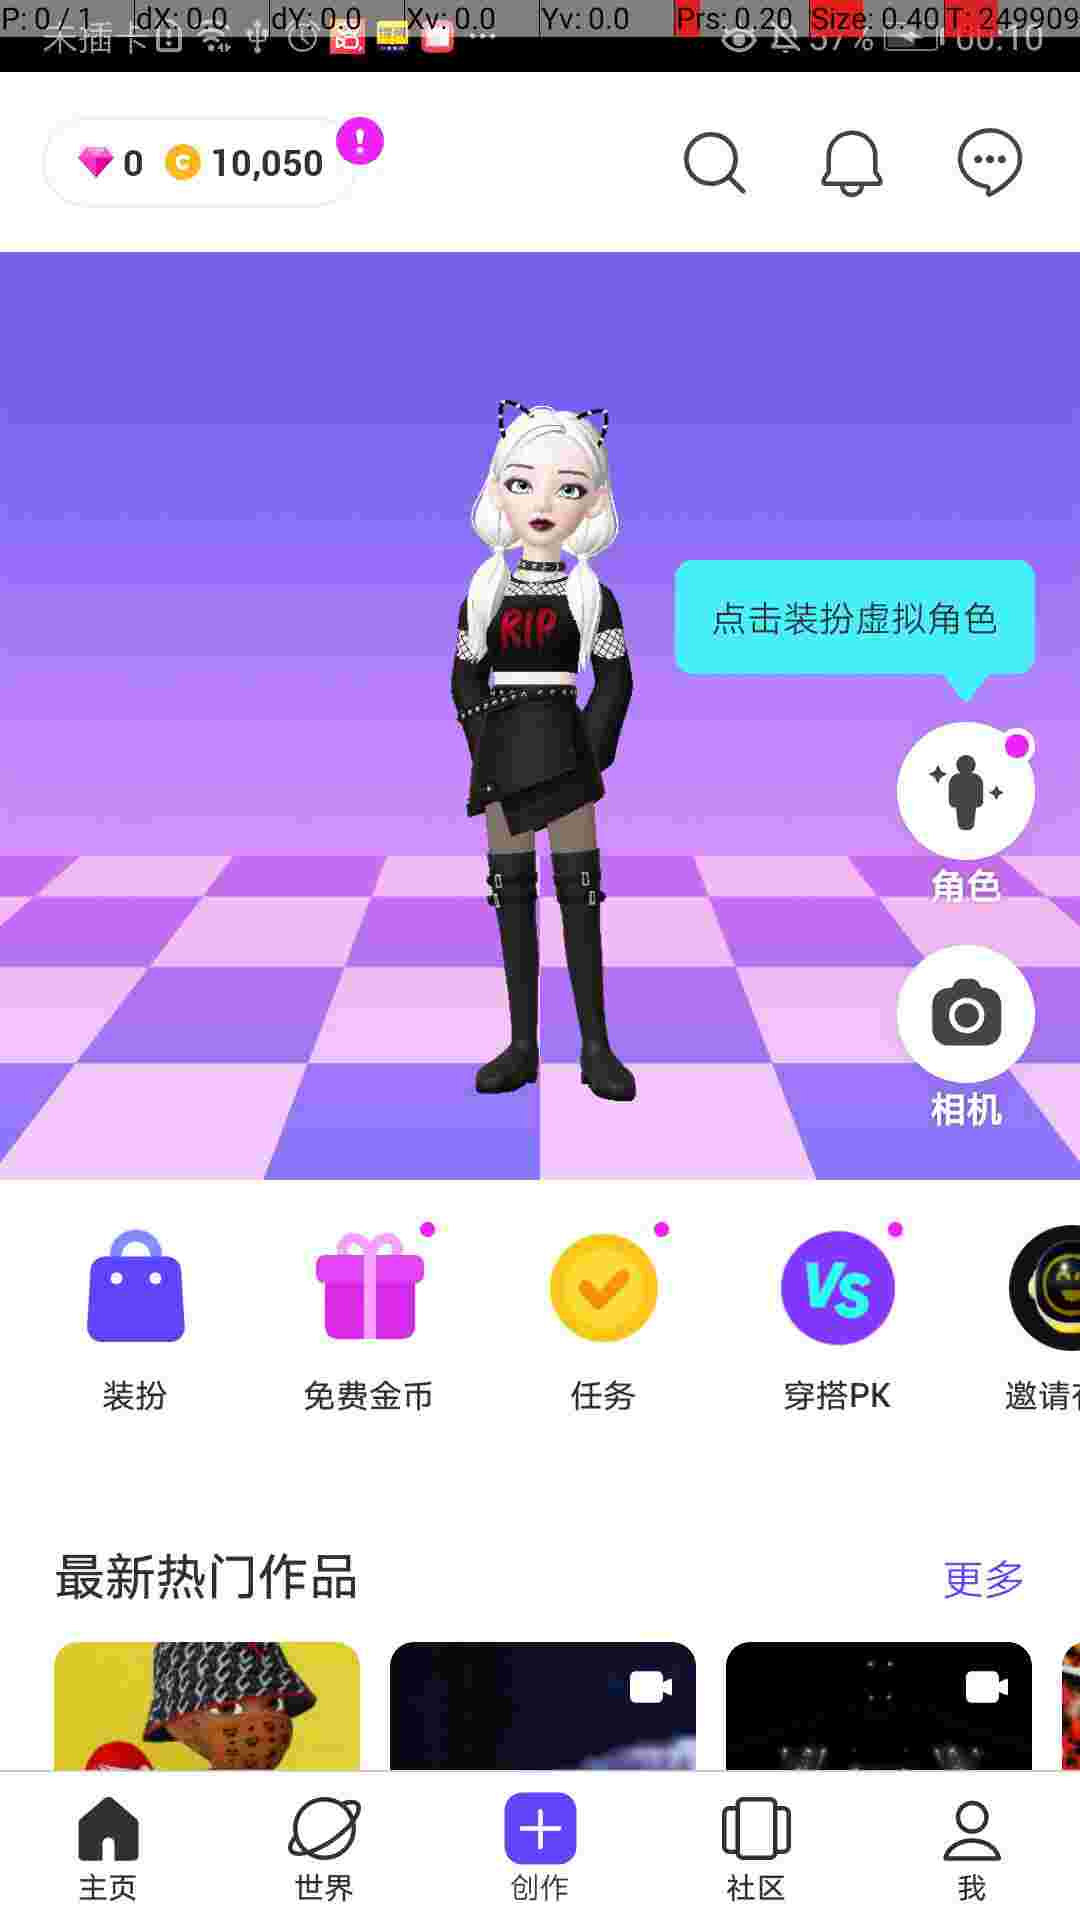 P: 0 / 1 dX: 0.0 dY: 0.0 Xv: 0.0 Yv: 0.0 Prs: 0.20 Size: 0.40 T: 249909
未插卡 57% 00:10
0 C 10,050 !
RIP
点击装扮虚拟角色
角色
相机
VS
装扮 免费金币 任务 穿搭PK 邀请
最新热门作品 更多
主页 世界 创作 社区 我